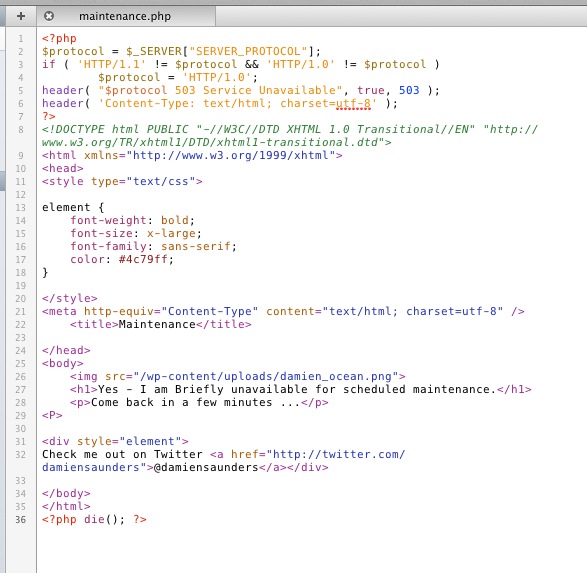 maintenance.php
1 <?php
2 $protocol = $_SERVER["SERVER_PROTOCOL"];
3 if ( 'HTTP/1.1' != $protocol && 'HTTP/1.0' != $protocol )
4 $protocol = 'HTTP/1.0';
5 header( "$protocol 503 Service Unavailable", true, 503 );
6 header( 'Content-Type: text/html; charset=utf-8' );
7 ?>
8 <!DOCTYPE html PUBLIC "-//W3C//DTD XHTML 1.0 Transitional//EN" "http://
www.w3.org/TR/xhtml1/DTD/xhtml1-transitional.dtd">
9 <html xmlns="http://www.w3.org/1999/xhtml">
10 <head>
11 <style type="text/css">
12
13 element {
14 font-weight: bold;
15 font-size: x-large;
16 font-family: sans-serif;
17 color: #4c79ff;
18 }
19
20 </style>
21 <meta http-equiv="Content-Type" content="text/html; charset=utf-8" />
22 <title>Maintenance</title>
23
24 </head>
25 <body>
26 <img src="/wp-content/uploads/damien_ocean.png">
27 <h1>Yes - I am Briefly unavailable for scheduled maintenance.</h1>
28 <p>Come back in a few minutes ...</p>
29 <P>
30
31 <div style="element">
32 Check me out on Twitter <a href="http://twitter.com/
damiensaunders">@damiensaunders</a></div>
33
34 </body>
35 </html>
36 <?php die(); ?>